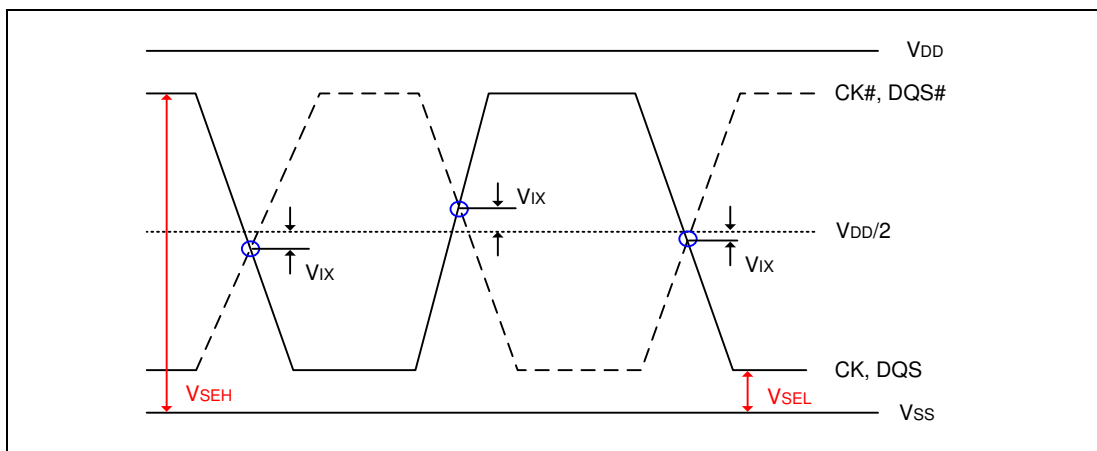 VDD
CK#, DQS#
VIX
VDD/2
VIX
VIX
CK, DQS
VSEH
VSEL
VSS